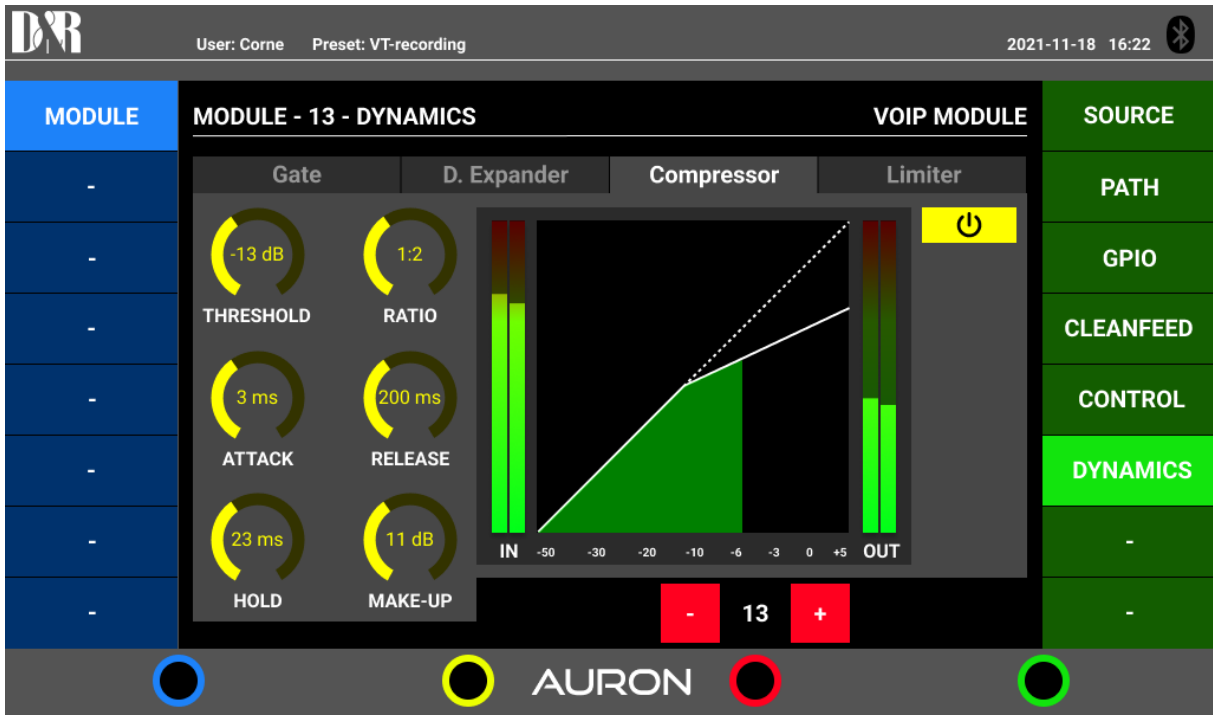 D&R
User: Corne Preset: VT-recording 2021-11-18 16:22
MODULE
-
-
-
-
-
-
-
MODULE - 13 - DYNAMICS VOIP MODULE
Gate D. Expander Compressor Limiter
-13 dB 1:2
THRESHOLD RATIO
3 ms 200 ms
ATTACK RELEASE
23 ms 11 dB
HOLD MAKE-UP
IN -50 -30 -20 -10 -6 -3 0 +5 OUT
- 13 +
SOURCE
PATH
GPIO
CLEANFEED
CONTROL
DYNAMICS
-
-
AURON